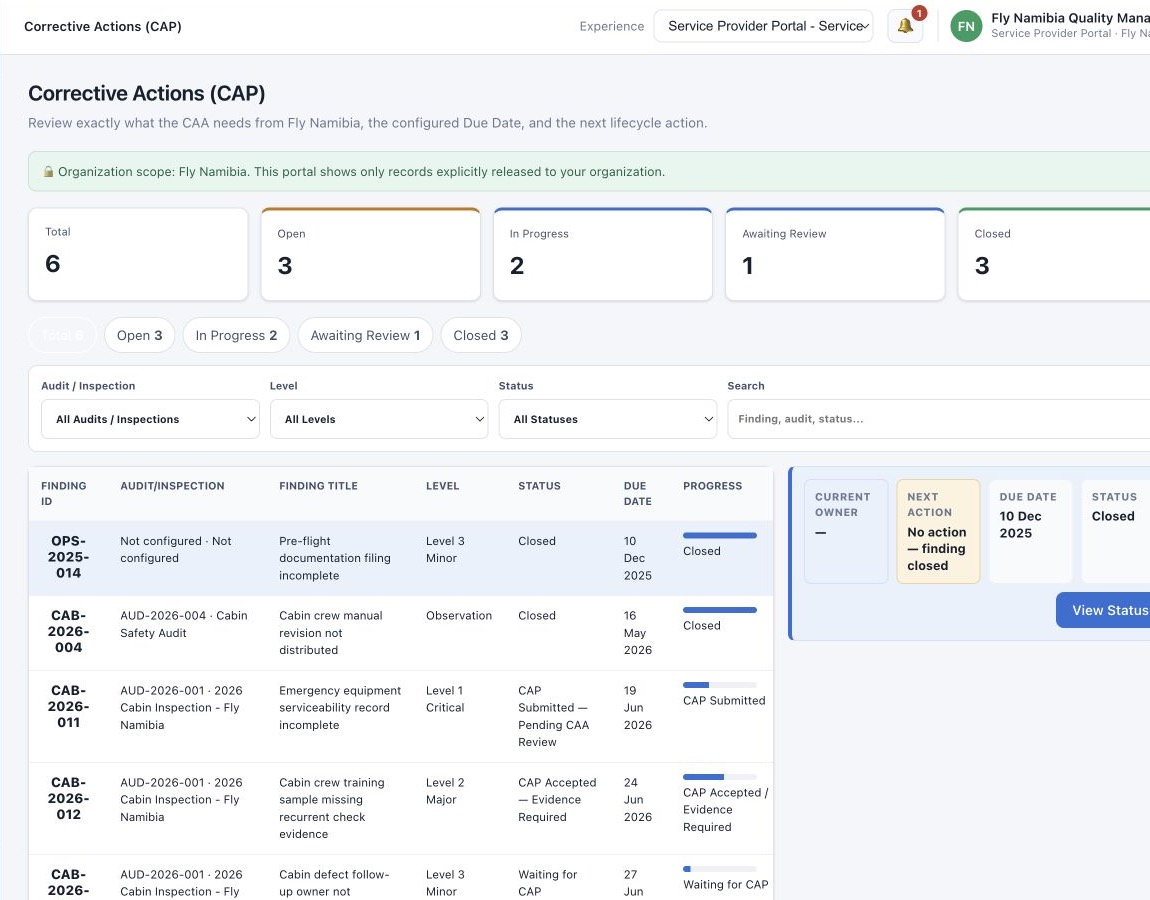 Corrective Actions (CAP)
Experience
Service Provider Portal - Service
1
FN
Fly Namibia Quality Mana
Service Provider Portal · Fly Na
Corrective Actions (CAP)
Review exactly what the CAA needs from Fly Namibia, the configured Due Date, and the next lifecycle action.
Organization scope: Fly Namibia. This portal shows only records explicitly released to your organization.
Total
6
Open
3
In Progress
2
Awaiting Review
1
Closed
3
Total 6
Open 3
In Progress 2
Awaiting Review 1
Closed 3
Audit / Inspection
Level
Status
Search
All Audits / Inspections
All Levels
All Statuses
Finding, audit, status...
FINDING
ID
AUDIT/INSPECTION
FINDING TITLE
LEVEL
STATUS
DUE
DATE
PROGRESS
OPS-
2025-
014
Not configured · Not
configured
Pre-flight
documentation filing
incomplete
Level 3
Minor
Closed
10
Dec
2025
Closed
CAB-
2026-
004
AUD-2026-004 · Cabin
Safety Audit
Cabin crew manual
revision not
distributed
Observation
Closed
16
May
2026
Closed
CAB-
2026-
011
AUD-2026-001 · 2026
Cabin Inspection - Fly
Namibia
Emergency equipment
serviceability record
incomplete
Level 1
Critical
CAP
Submitted —
Pending CAA
Review
19
Jun
2026
CAP Submitted
CAB-
2026-
012
AUD-2026-001 · 2026
Cabin Inspection - Fly
Namibia
Cabin crew training
sample missing
recurrent check
evidence
Level 2
Major
CAP Accepted
— Evidence
Required
24
Jun
2026
CAP Accepted /
Evidence
Required
CAB-
2026-
AUD-2026-001 · 2026
Cabin Inspection - Fly
Cabin defect follow-
up owner not
Level 3
Minor
Waiting for
CAP
27
Jun
Waiting for CAP
CURRENT
OWNER
—
NEXT
ACTION
No action
— finding
closed
DUE DATE
10 Dec
2025
STATUS
Closed
View Status